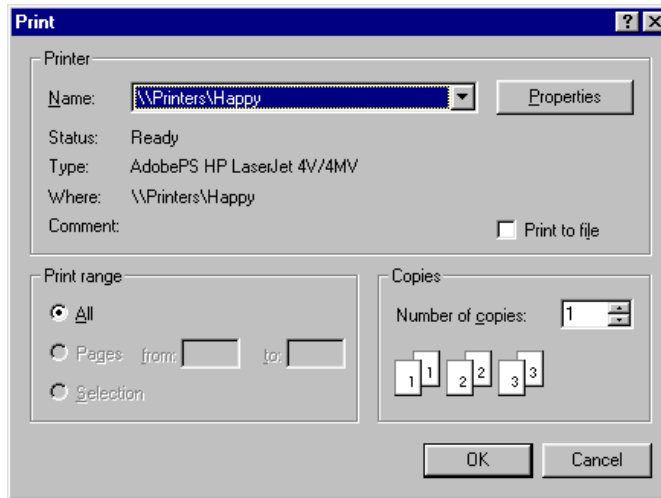 Print
Printer
Name: \\Printers\Happy Properties
Status: Ready
Type: AdobePS HP LaserJet 4V/4MV
Where: \\Printers\Happy
Comment: Print to file
Print range
All
Pages from: to:
Selection
Copies
Number of copies: 1
1 1 2 2 3 3
OK Cancel